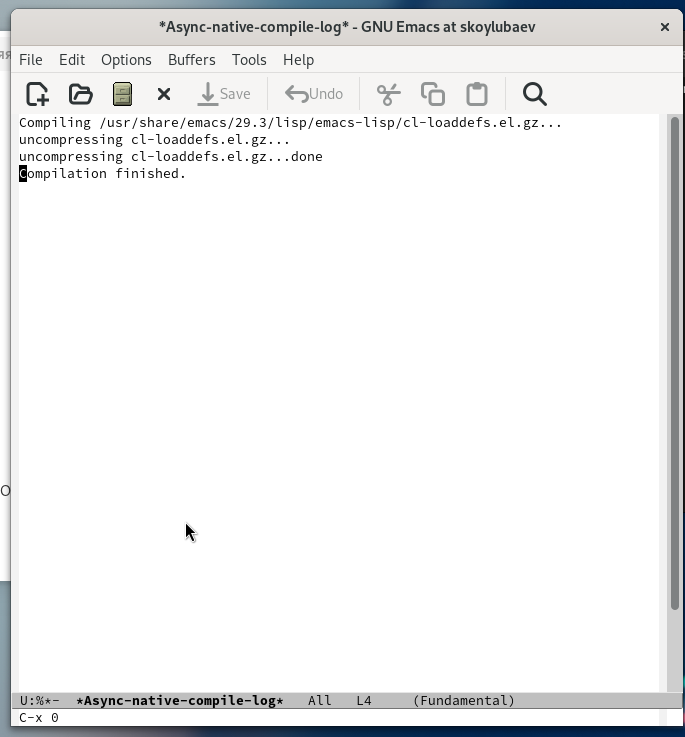 *Async-native-compile-log* - GNU Emacs at skoylubaev
File Edit Options Buffers Tools Help
Save Undo
Compiling /usr/share/emacs/29.3/lisp/emacs-lisp/cl-loaddefs.el.gz...
uncompressing cl-loaddefs.el.gz...
uncompressing cl-loaddefs.el.gz...done
Compilation finished.
U:%*- *Async-native-compile-log* All L4 (Fundamental)
C-x 0